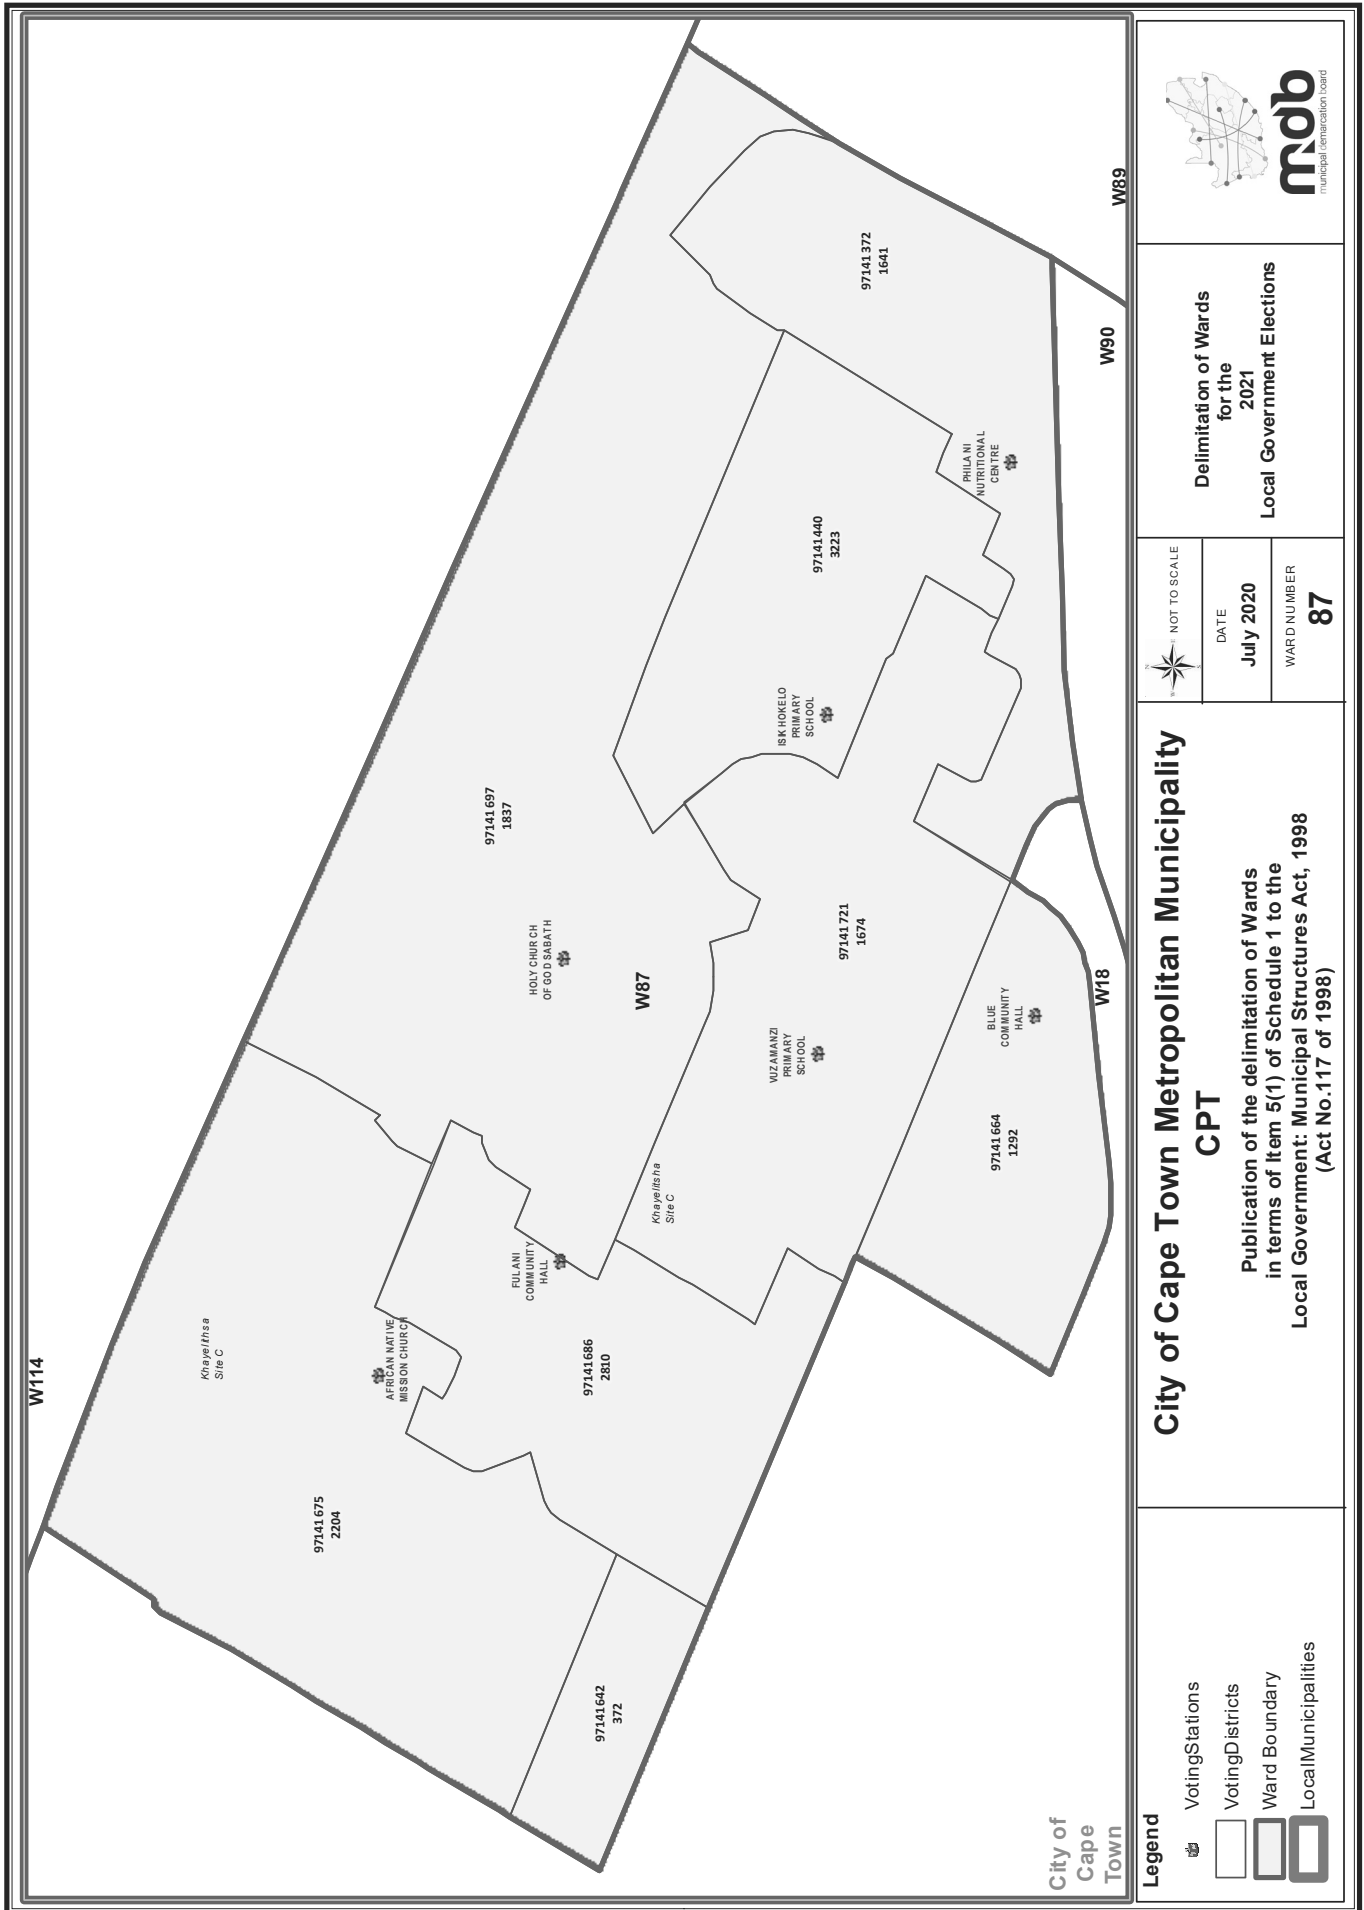 W114
W89
W90
W18
W87
97141372
1641
97141440
3223
PHILANI
NUTRITIONAL
CENTRE
ISIKHOKELO
PRIMARY
SCHOOL
97141697
1837
HOLY CHURCH
OF GOD SABATH
97141721
1674
VUZAMANZI
PRIMARY
SCHOOL
BLUE
COMMUNITY
HALL
97141664
1292
Khayelitsha
Site C
FULANI
COMMUNITY
HALL
97141686
2810
AFRICAN NATIVE
MISSION CHURCH
Khayelithsa
Site C
97141675
2204
97141642
372
City of
Cape
Town
Legend
VotingStations
VotingDistricts
Ward Boundary
LocalMunicipalities
City of Cape Town Metropolitan Municipality
CPT
Publication of the delimitation of Wards
in terms of Item 5(1) of Schedule 1 to the
Local Government: Municipal Structures Act, 1998
(Act No.117 of 1998)
N
E
S
W
NOT TO SCALE
DATE
July 2020
WARD NUMBER
87
Delimitation of Wards
for the
2021
Local Government Elections
mdb
municipal demarcation board